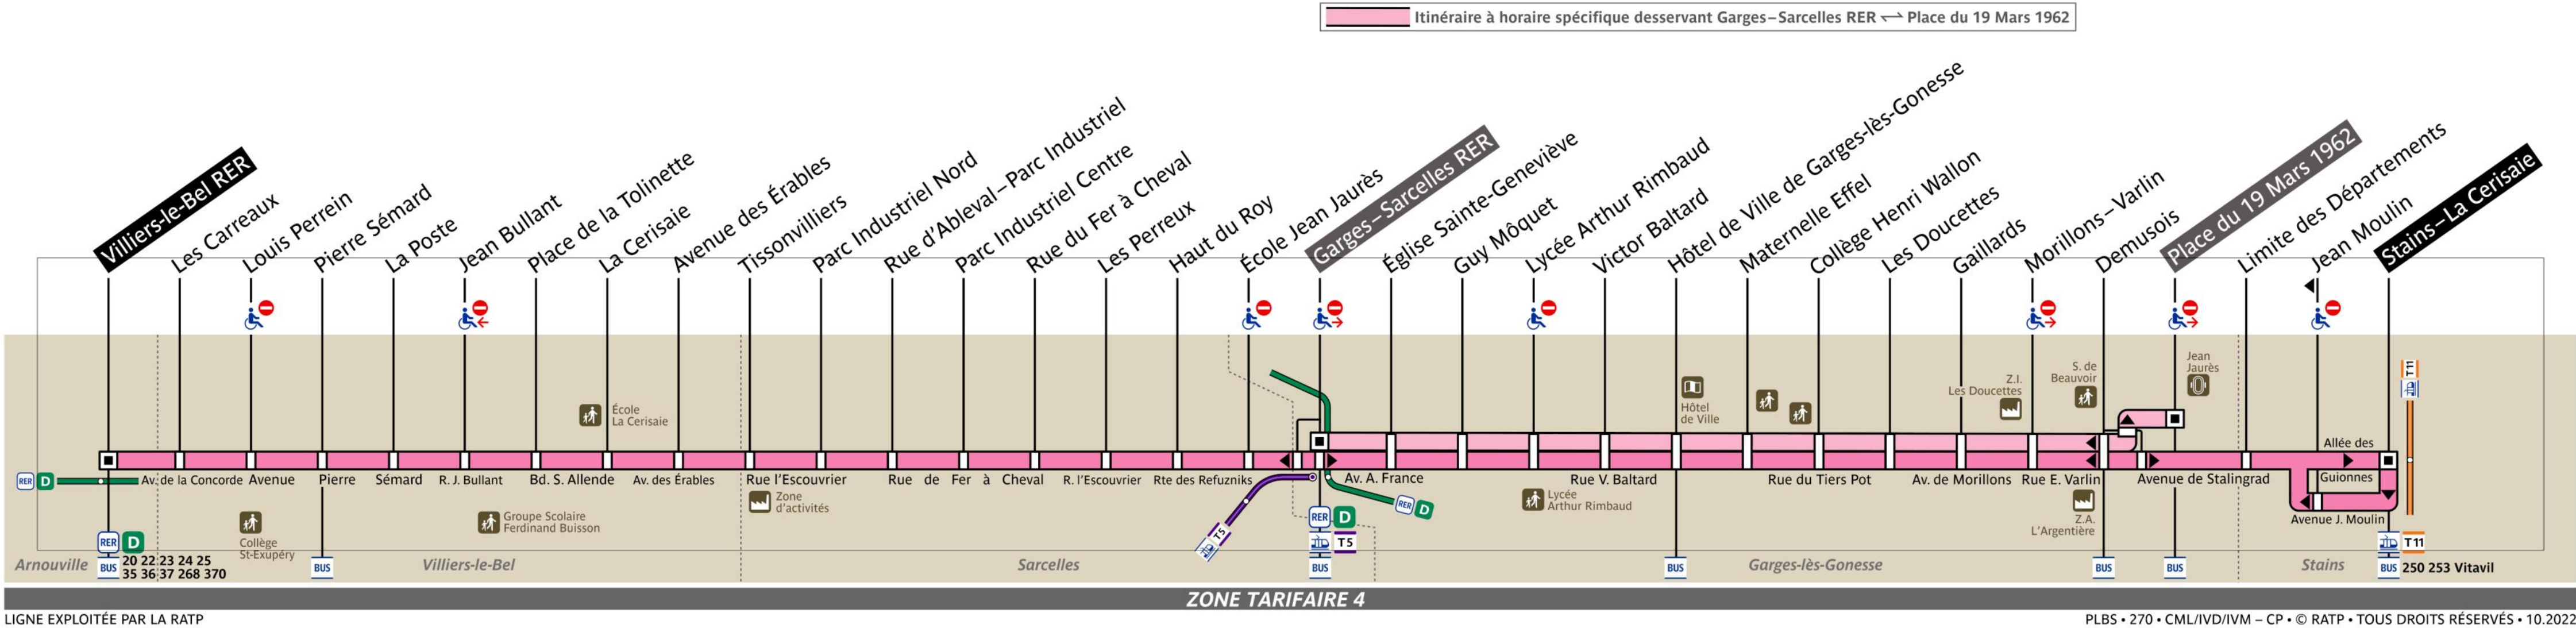 Itinéraire à horaire spécifique desservant Garges–Sarcelles RER ⇌ Place du 19 Mars 1962
Villiers-le-Bel RER
Les Carreaux
Louis Perrein
Pierre Sémard
La Poste
Jean Bullant
Place de la Tolinette
La Cerisaie
Avenue des Érables
Tissonvilliers
Parc Industriel Nord
Rue d'Ableval–Parc Industriel
Parc Industriel Centre
Rue du Fer à Cheval
Les Perreux
Haut du Roy
École Jean Jaurès
Garges–Sarcelles RER
Église Sainte-Geneviève
Guy Môquet
Lycée Arthur Rimbaud
Victor Baltard
Hôtel de Ville de Garges-lès-Gonesse
Maternelle Effel
Collège Henri Wallon
Les Doucettes
Gaillards
Morillons–Varlin
Demusois
Place du 19 Mars 1962
Limite des Départements
Jean Moulin
Stains–La Cerisaie
École
La Cerisaie
Hôtel
de Ville
Z.I.
Les Doucettes
S. de
Beauvoir
Jean
Jaurès
T11
Allée des
Guionnes
RER D
Av. de la Concorde
Avenue Pierre Sémard
R. J. Bullant
Bd. S. Allende
Av. des Érables
Rue l'Escouvrier
Rue de Fer à Cheval
R. l'Escouvrier
Rte des Refuzniks
Av. A. France
Rue V. Baltard
Rue du Tiers Pot
Av. de Morillons
Rue E. Varlin
Avenue de Stalingrad
Avenue J. Moulin
Collège
St-Exupéry
Groupe Scolaire
Ferdinand Buisson
Zone
d'activités
T5
RER D
Lycée
Arthur Rimbaud
Z.A.
L'Argentière
RER D
BUS 20 22 23 24 25
35 36 37 268 370
BUS
RER D
T5
BUS
BUS
BUS
BUS
T11
BUS 250 253 Vitavil
Arnouville
Villiers-le-Bel
Sarcelles
Garges-lès-Gonesse
Stains
ZONE TARIFAIRE 4
LIGNE EXPLOITÉE PAR LA RATP
PLBS • 270 • CML/IVD/IVM – CP • © RATP • TOUS DROITS RÉSERVÉS • 10.2022